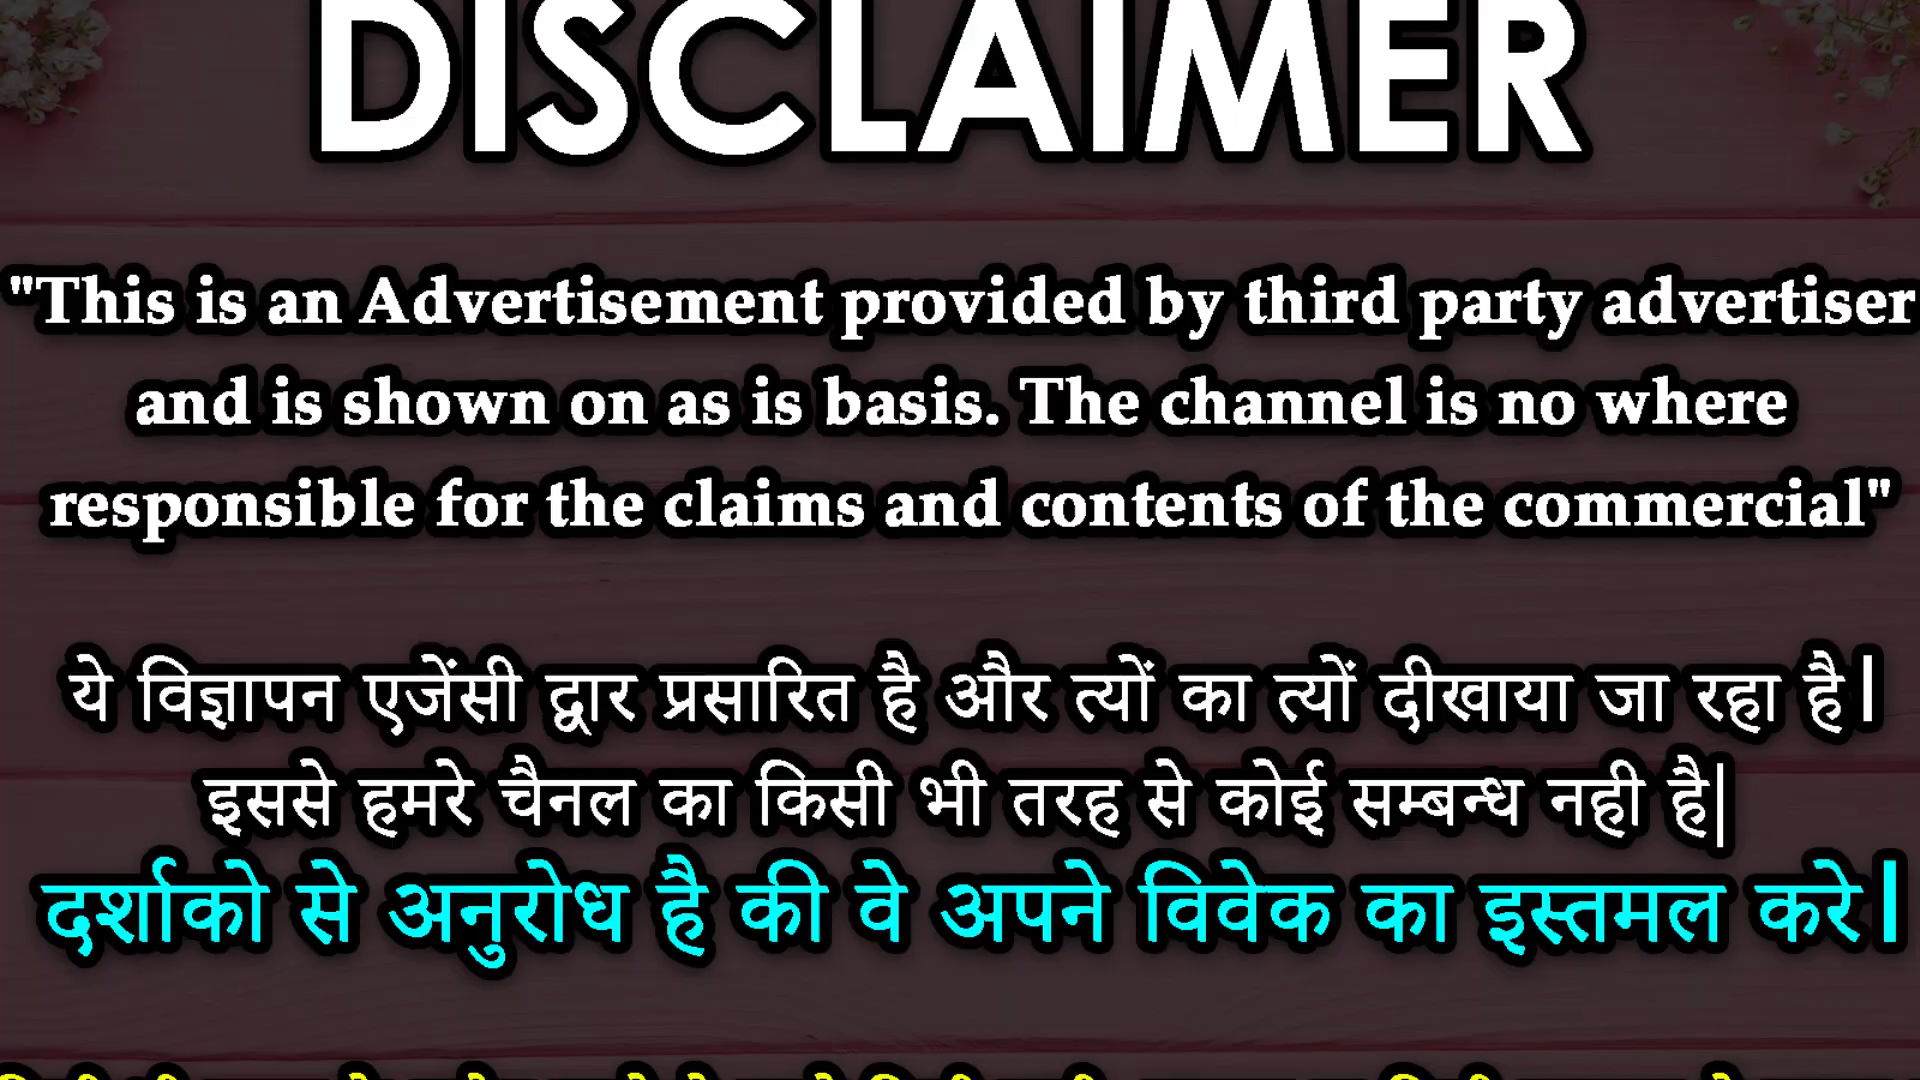 DISCLAIMER
"This is an Advertisement provided by third party advertiser
and is shown on as is basis. The channel is no where
responsible for the claims and contents of the commercial"
ये विज्ञापन एजेंसी द्वार प्रसारित है और त्यों का त्यों दीखाया जा रहा है।
इससे हमरे चैनल का किसी भी तरह से कोई सम्बन्ध नही है|
दर्शाको से अनुरोध है की वे अपने विवेक का इस्तमल करे।